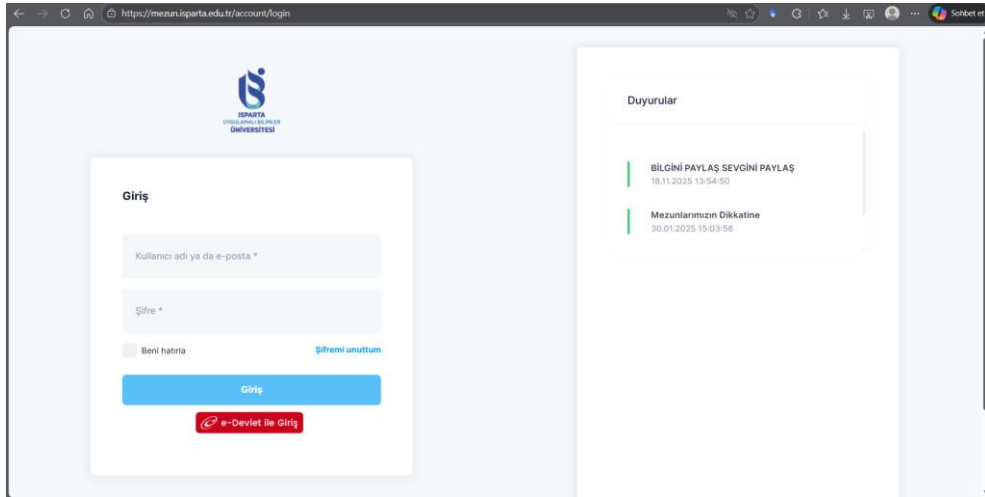 https://mezun.isparta.edu.tr/account/login
Sohbet et
ISPARTA
UYGULAMALI BİLİMLER
ÜNİVERSİTESİ
Giriş
Kullanıcı adı ya da e-posta *
Şifre *
Beni hatırla
Şifremi unuttum
Giriş
e-Devlet ile Giriş
Duyurular
BİLGİNİ PAYLAŞ SEVGİNİ PAYLAŞ
18.11.2025 13:54:50
Mezunlarımızın Dikkatine
30.01.2025 15:03:56